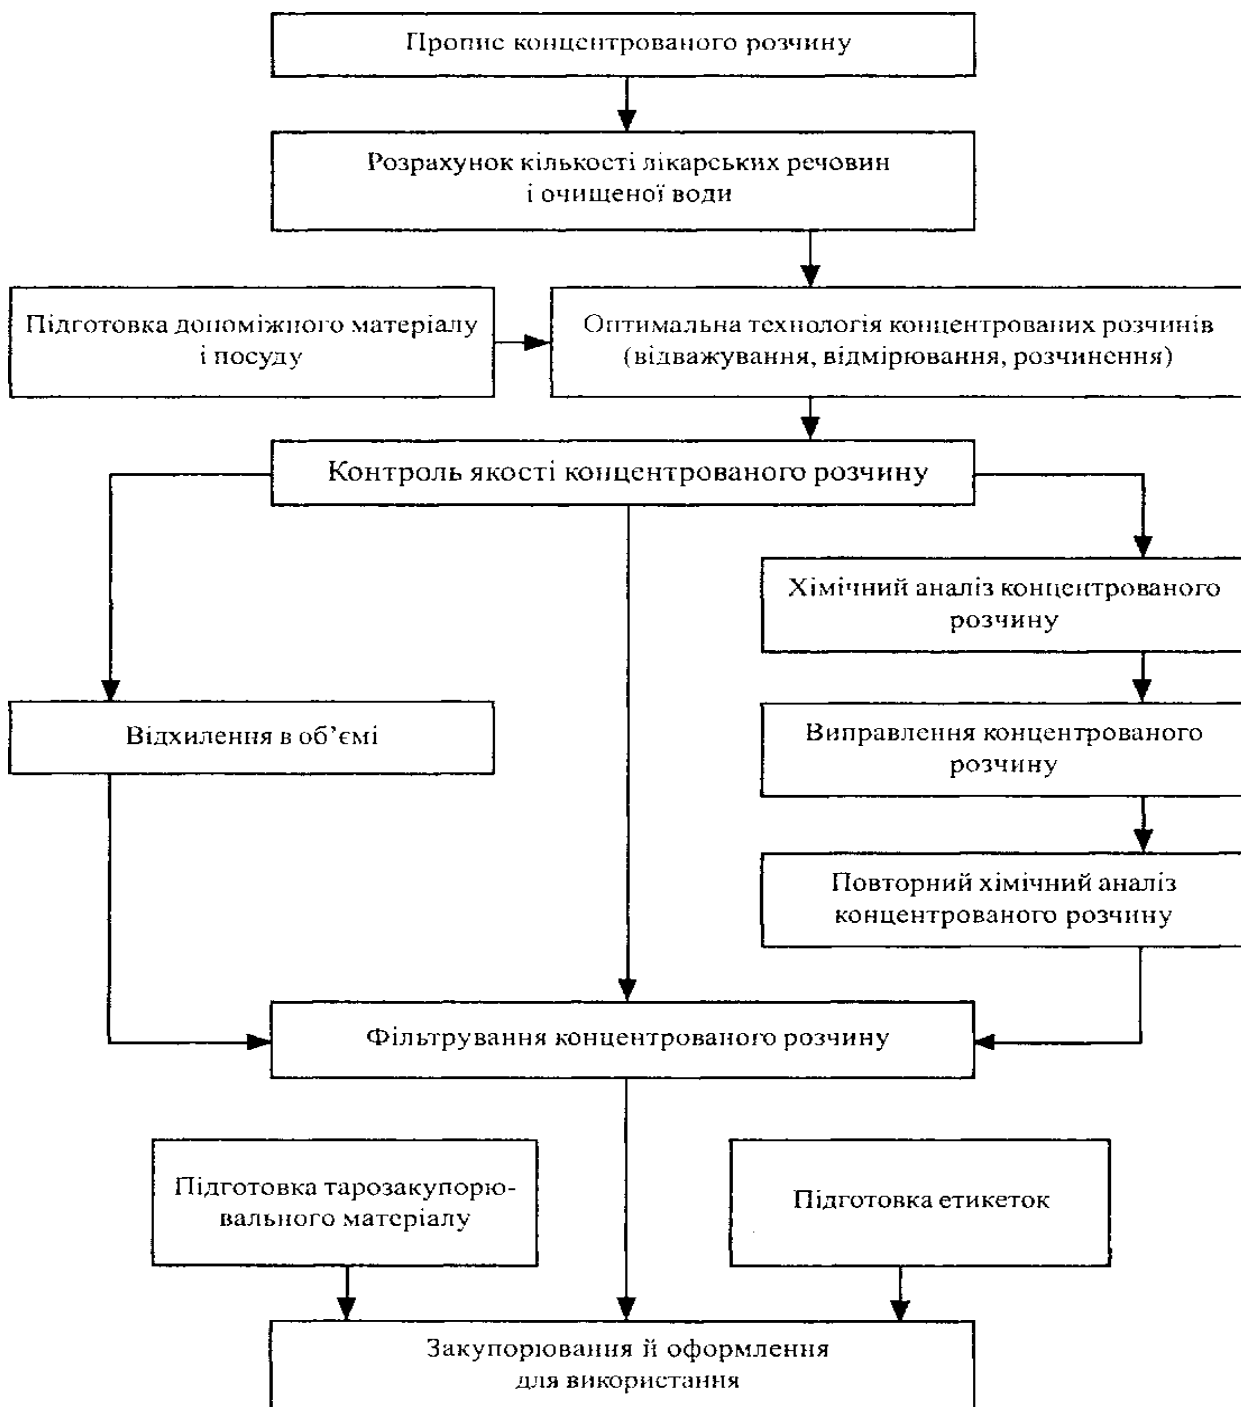 Пропис концентрованого розчину
Розрахунок кількості лікарських речовин
і очищеної води
Підготовка допоміжного матеріалу
і посуду
Оптимальна технологія концентрованих розчинів
(відважування, відмірювання, розчинення)
Контроль якості концентрованого розчину
Хімічний аналіз концентрованого
розчину
Відхилення в об’ємі
Виправлення концентрованого
розчину
Повторний хімічний аналіз
концентрованого розчину
Фільтрування концентрованого розчину
Підготовка тарозакупорю-
вального матеріалу
Підготовка етикеток
Закупорювання й оформлення
для використання